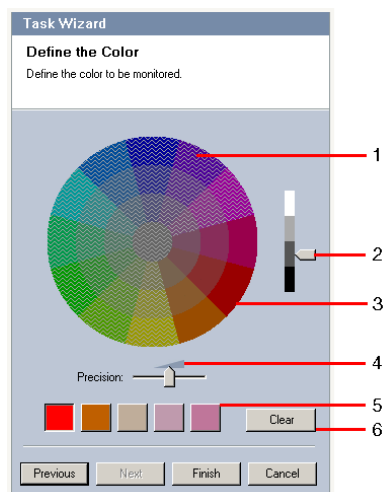 Task Wizard
Define the Color
Define the color to be monitored.
1
2
3
4
Precision:
5
Clear
6
Previous Next Finish Cancel